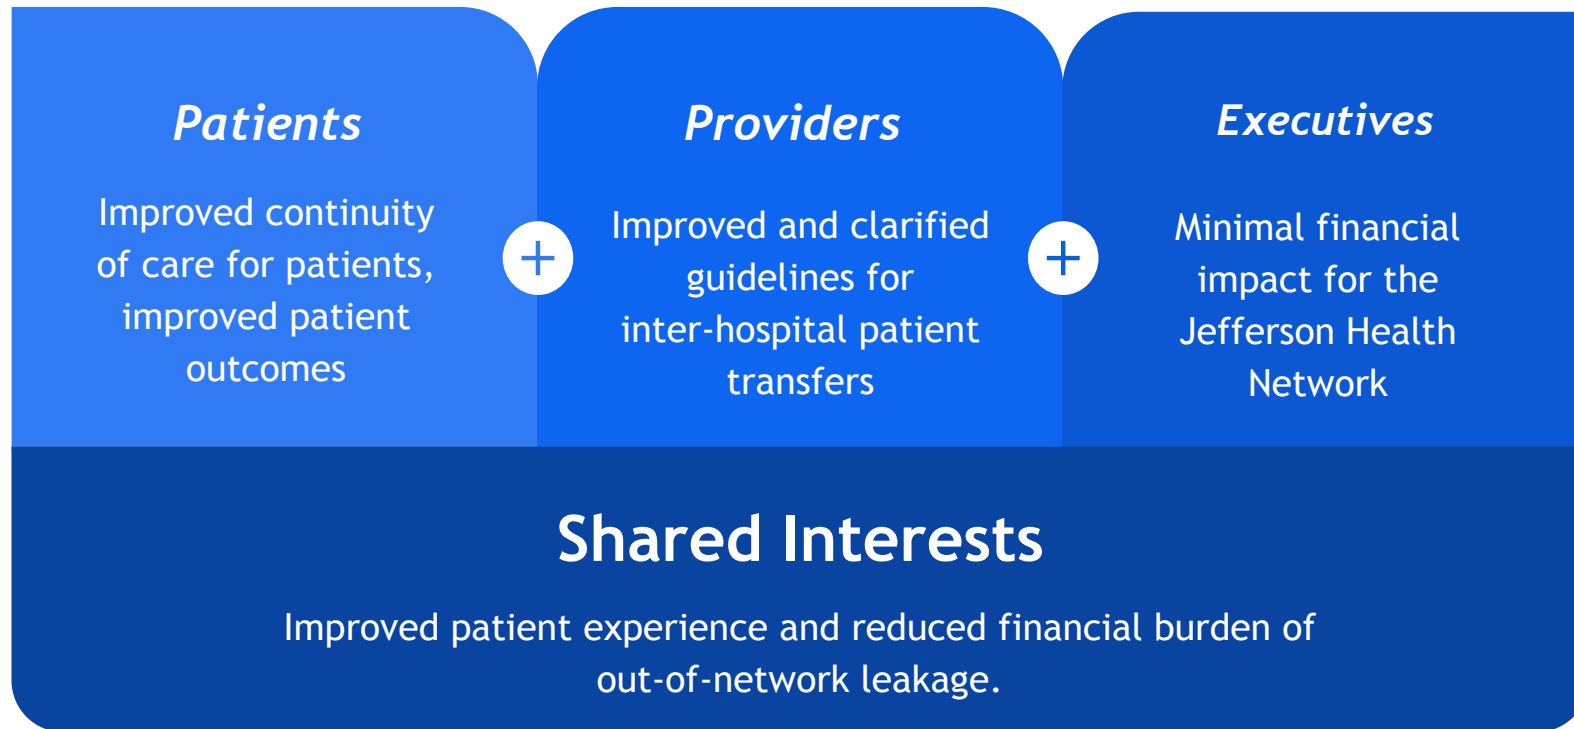 Patients
Improved continuity
of care for patients,
improved patient
outcomes
+
Providers
Improved and clarified
guidelines for
inter-hospital patient
transfers
+
Executives
Minimal financial
impact for the
Jefferson Health
Network
Shared Interests
Improved patient experience and reduced financial burden of
out-of-network leakage.